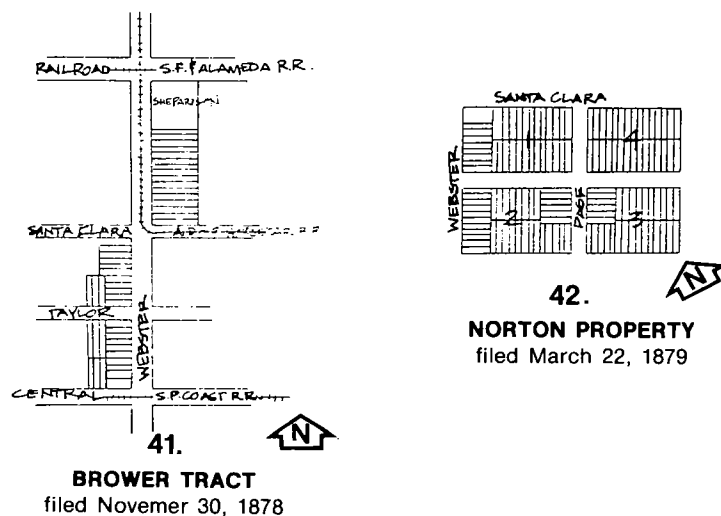 RAILROAD S.F. & ALAMEDA R.R.
SANTA CLARA
TAYLOR
WEBSTER
CENTRAL S.P. COAST R.R.
41.
N
BROWER TRACT
filed Novemer 30, 1878
SANTA CLARA
WEBSTER
1
4
2
PAGE
3
N
42.
NORTON PROPERTY
filed March 22, 1879